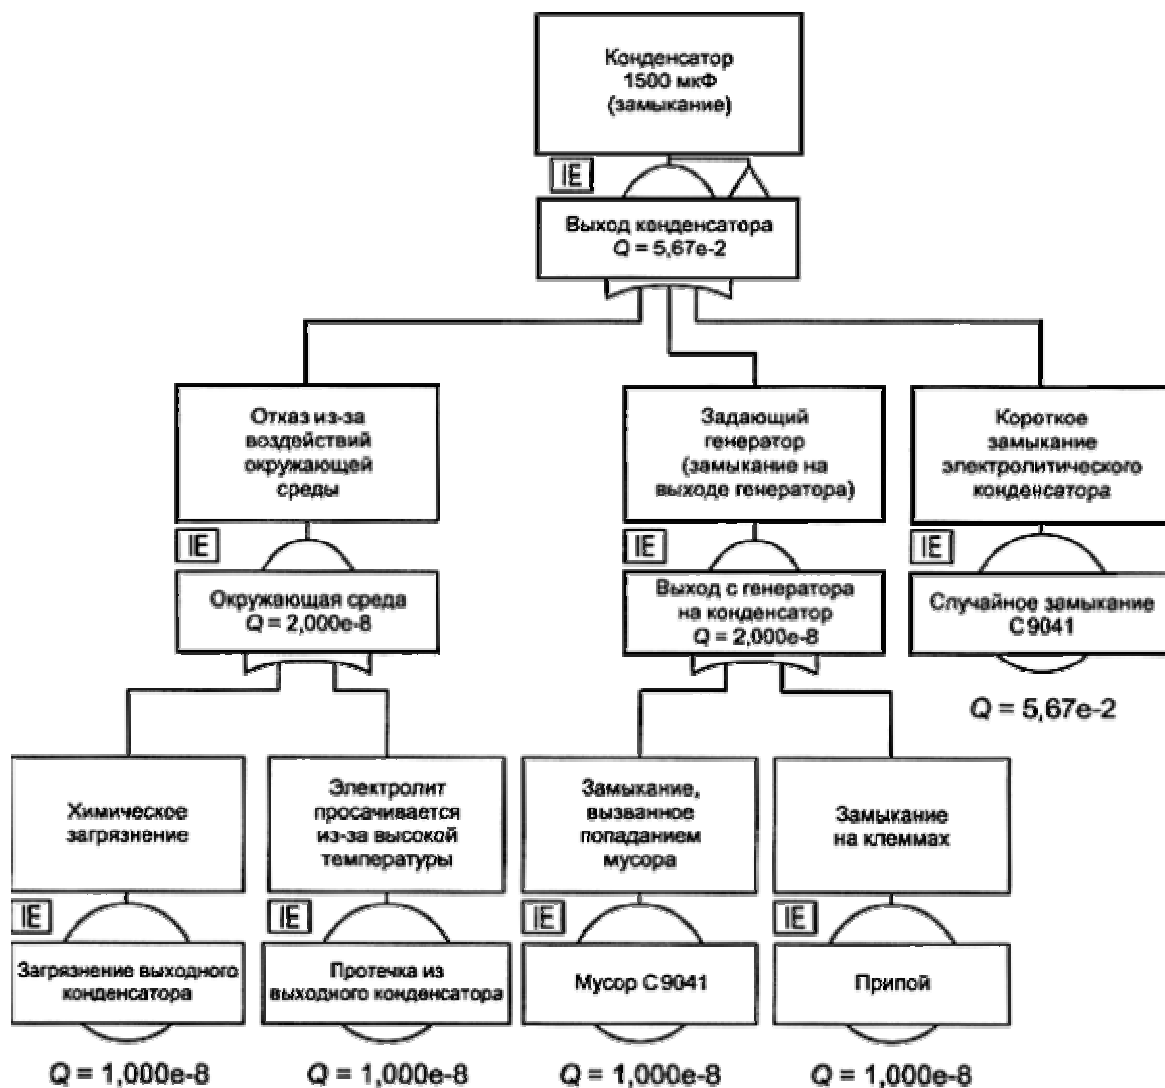 Конденсатор
1500 мкФ
(замыкание)
IE
Выход конденсатора
Q = 5,67e-2
Отказ из-за
воздействий
окружающей
среды
IE
Окружающая среда
Q = 2,000e-8
Задающий
генератор
(замыкание на
выходе генератора)
IE
Выход с генератора
на конденсатор
Q = 2,000e-8
Короткое
замыкание
электролитического
конденсатора
IE
Случайное замыкание
С9041
Q = 5,67e-2
Химическое
загрязнение
IE
Загрязнение выходного
конденсатора
Q = 1,000e-8
Электролит
просачивается
из-за высокой
температуры
IE
Протечка из
выходного конденсатора
Q = 1,000e-8
Замыкание,
вызванное
попаданием
мусора
IE
Мусор С9041
Q = 1,000e-8
Замыкание
на клеммах
IE
Припой
Q = 1,000e-8